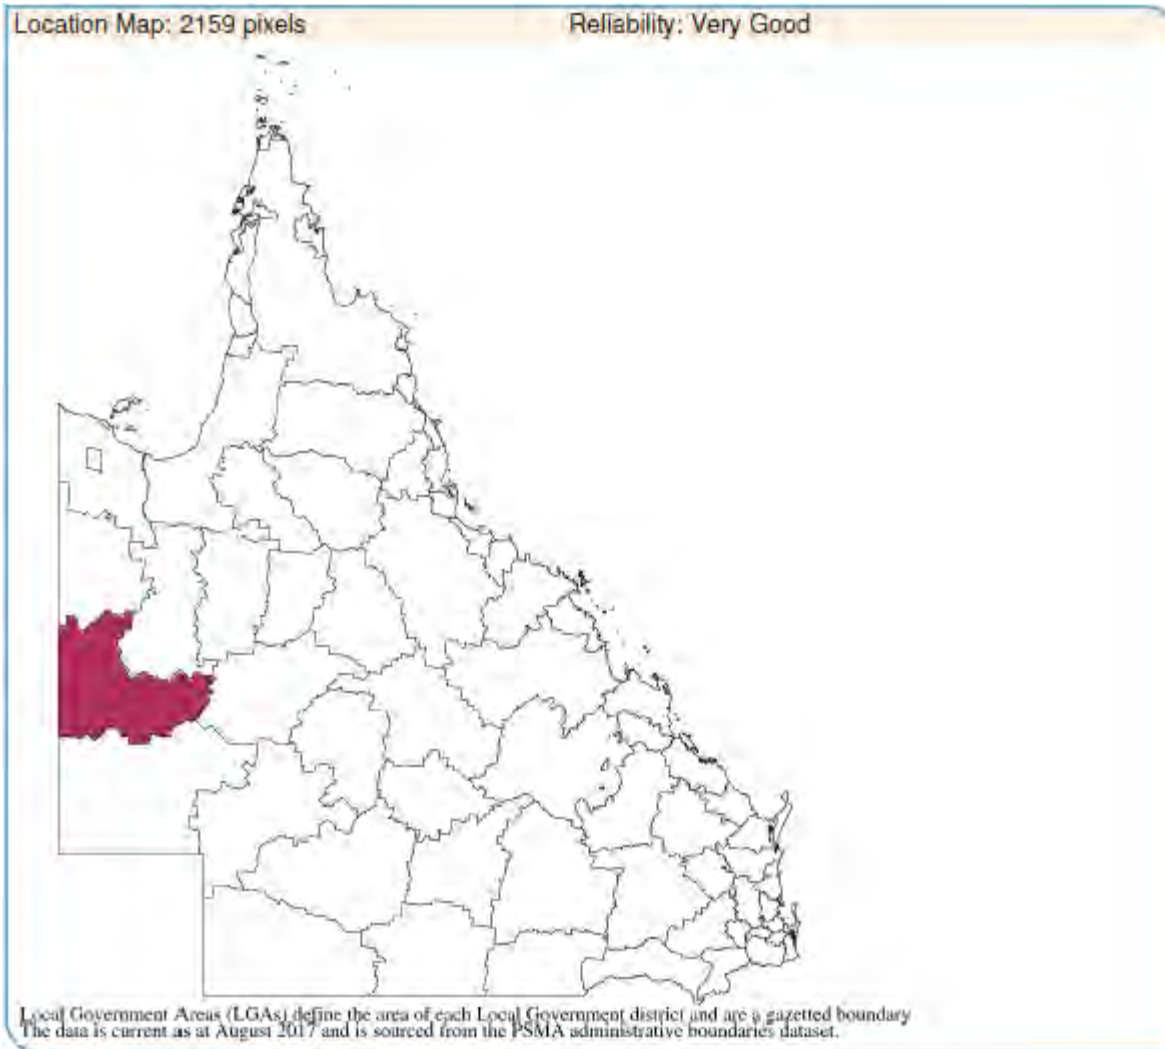 Location Map: 2159 pixels
Reliability: Very Good
Local Government Areas (LGAs) define the area of each Local Government district and are a gazetted boundary
The data is current as at August 2017 and is sourced from the PSMA administrative boundaries dataset.